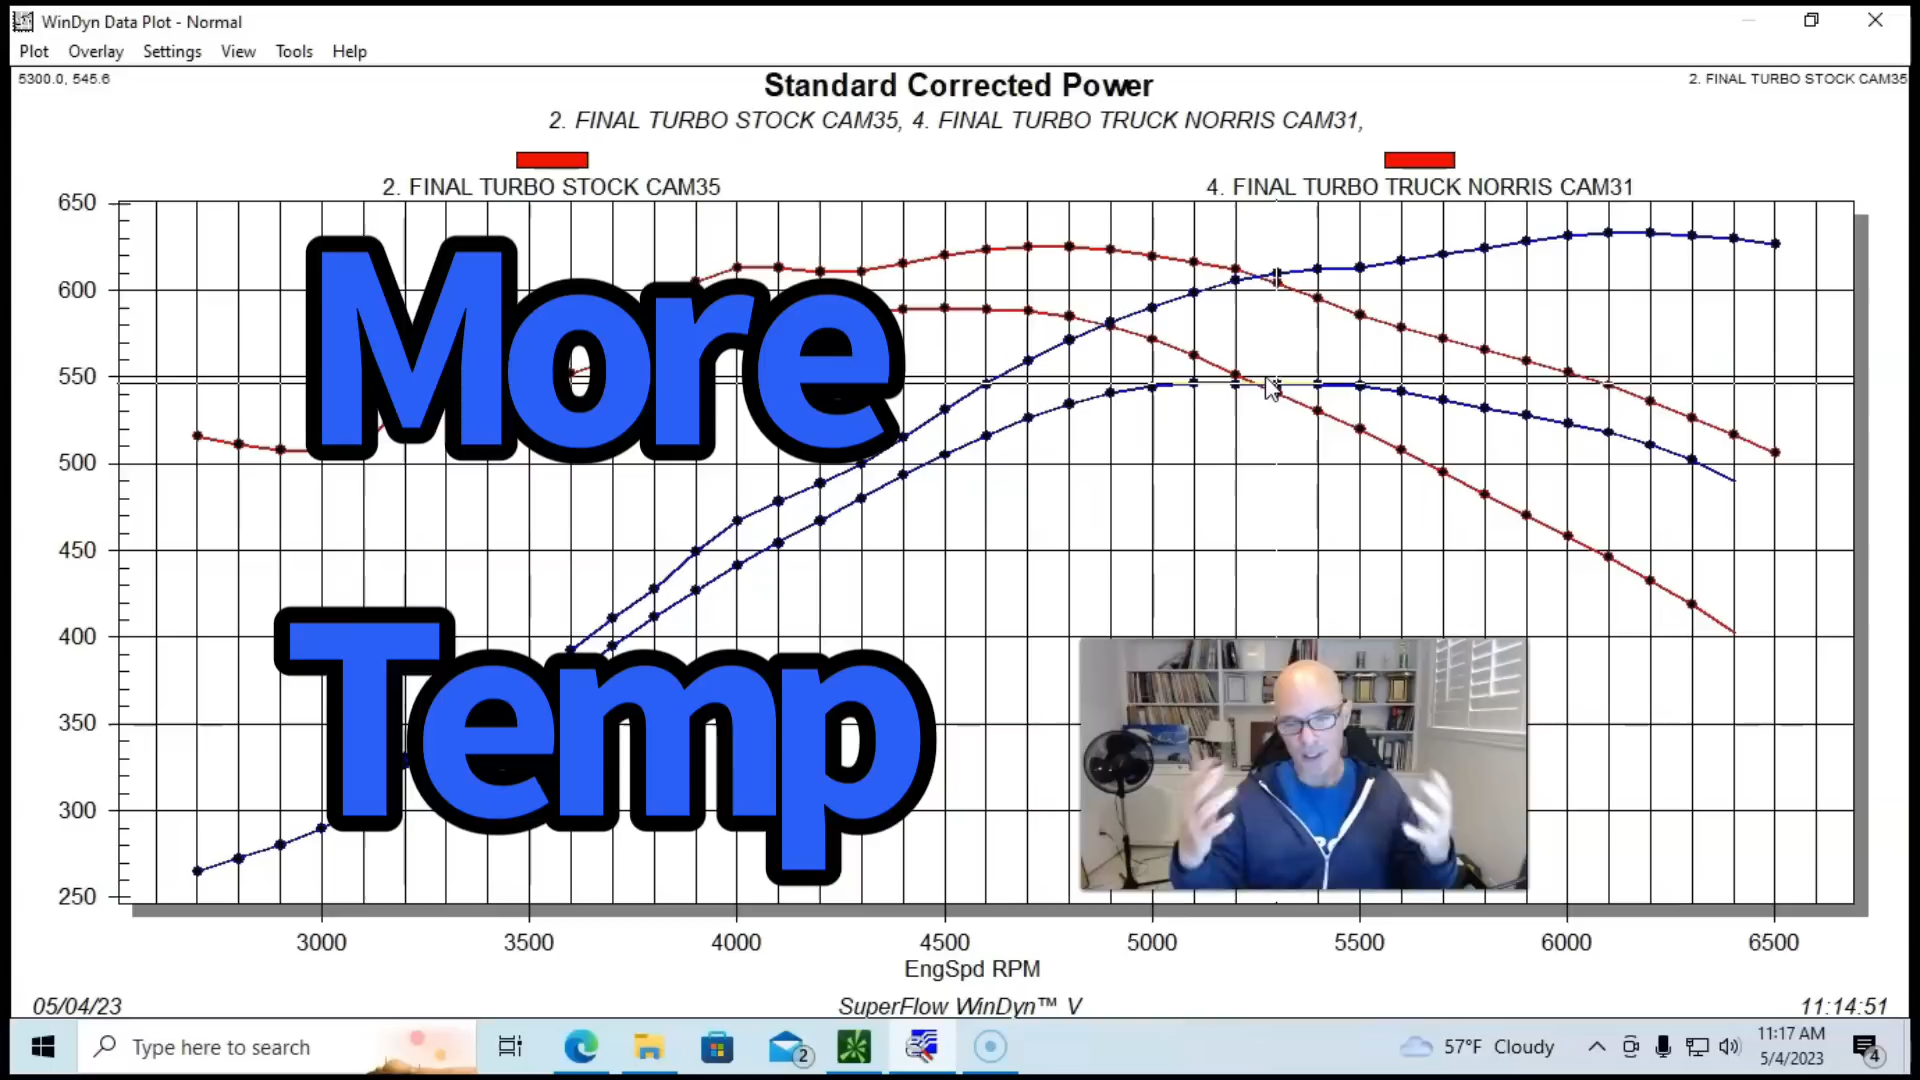 WinDyn Data Plot - Normal
Plot Overlay Settings View Tools Help
5300.0, 545.6
2. FINAL TURBO STOCK CAM35
Standard Corrected Power
2. FINAL TURBO STOCK CAM35, 4. FINAL TURBO TRUCK NORRIS CAM31,
2. FINAL TURBO STOCK CAM35
4. FINAL TURBO TRUCK NORRIS CAM31
650
600
550
500
450
400
350
300
250
More
Temp
3000 3500 4000 4500 5000 5500 6000 6500
EngSpd RPM
05/04/23
SuperFlow WinDyn™ V
11:14:51
Type here to search
2
57°F Cloudy
11:17 AM
5/4/2023
4